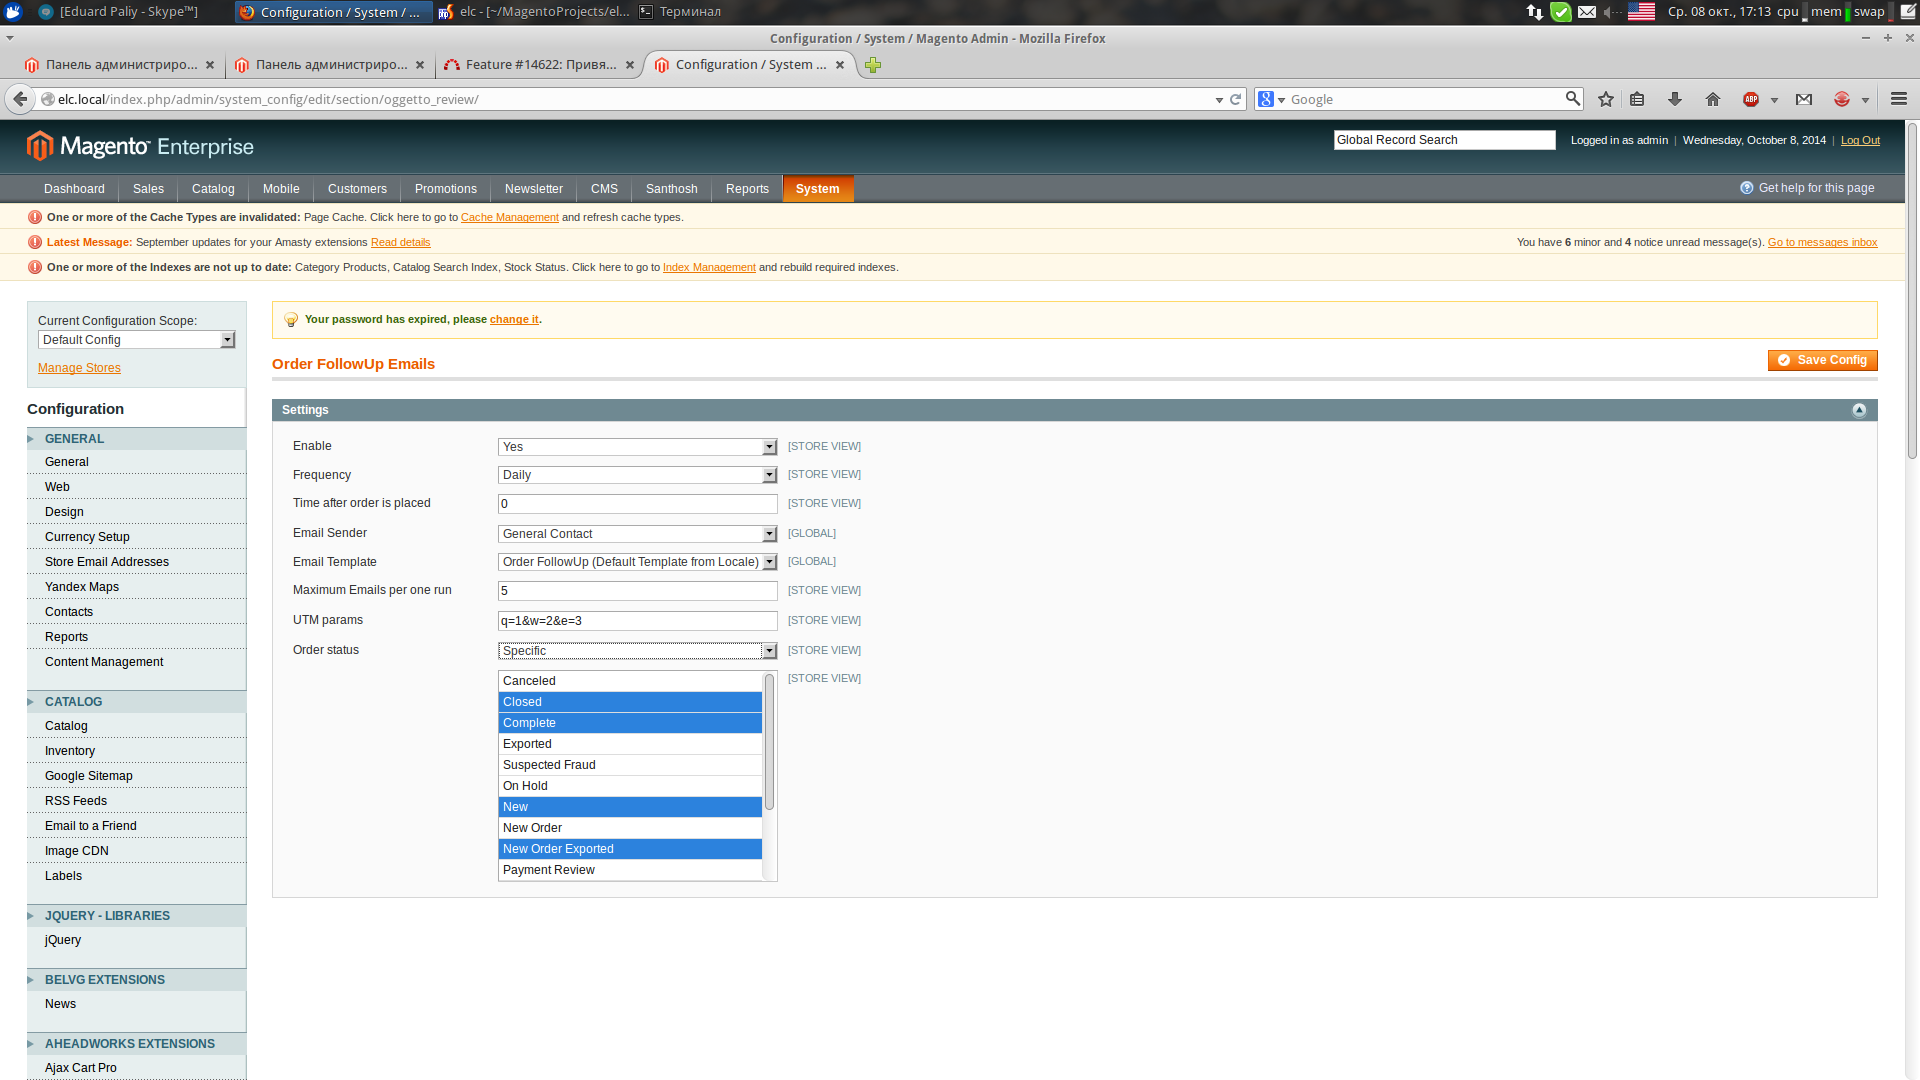 [Eduard Paliy - Skype™]
Configuration / System / ...
elc - [~/MagentoProjects/el...
Терминал
Ср. 08 окт., 17:13 cpu mem swap
Configuration / System / Magento Admin - Mozilla Firefox
Панель администриро...
Панель администриро...
Feature #14622: Привя...
Configuration / System ...
elc.local/index.php/admin/system_config/edit/section/oggetto_review/
Google
ABP
Magento™ Enterprise
Global Record Search
Logged in as admin | Wednesday, October 8, 2014 | Log Out
Dashboard Sales Catalog Mobile Customers Promotions Newsletter CMS Santhosh Reports System
Get help for this page
One or more of the Cache Types are invalidated: Page Cache. Click here to go to Cache Management and refresh cache types.
Latest Message: September updates for your Amasty extensions Read details
You have 6 minor and 4 notice unread message(s). Go to messages inbox
One or more of the Indexes are not up to date: Category Products, Catalog Search Index, Stock Status. Click here to go to Index Management and rebuild required indexes.
Current Configuration Scope:
Default Config
Manage Stores
Configuration
GENERAL
General
Web
Design
Currency Setup
Store Email Addresses
Yandex Maps
Contacts
Reports
Content Management
CATALOG
Catalog
Inventory
Google Sitemap
RSS Feeds
Email to a Friend
Image CDN
Labels
JQUERY - LIBRARIES
jQuery
BELVG EXTENSIONS
News
AHEADWORKS EXTENSIONS
Ajax Cart Pro
Your password has expired, please change it.
Order FollowUp Emails
Save Config
Settings
Enable Yes [STORE VIEW]
Frequency Daily [STORE VIEW]
Time after order is placed 0 [STORE VIEW]
Email Sender General Contact [GLOBAL]
Email Template Order FollowUp (Default Template from Locale) [GLOBAL]
Maximum Emails per one run 5 [STORE VIEW]
UTM params q=1&w=2&e=3 [STORE VIEW]
Order status Specific [STORE VIEW]
Canceled [STORE VIEW]
Closed
Complete
Exported
Suspected Fraud
On Hold
New
New Order
New Order Exported
Payment Review